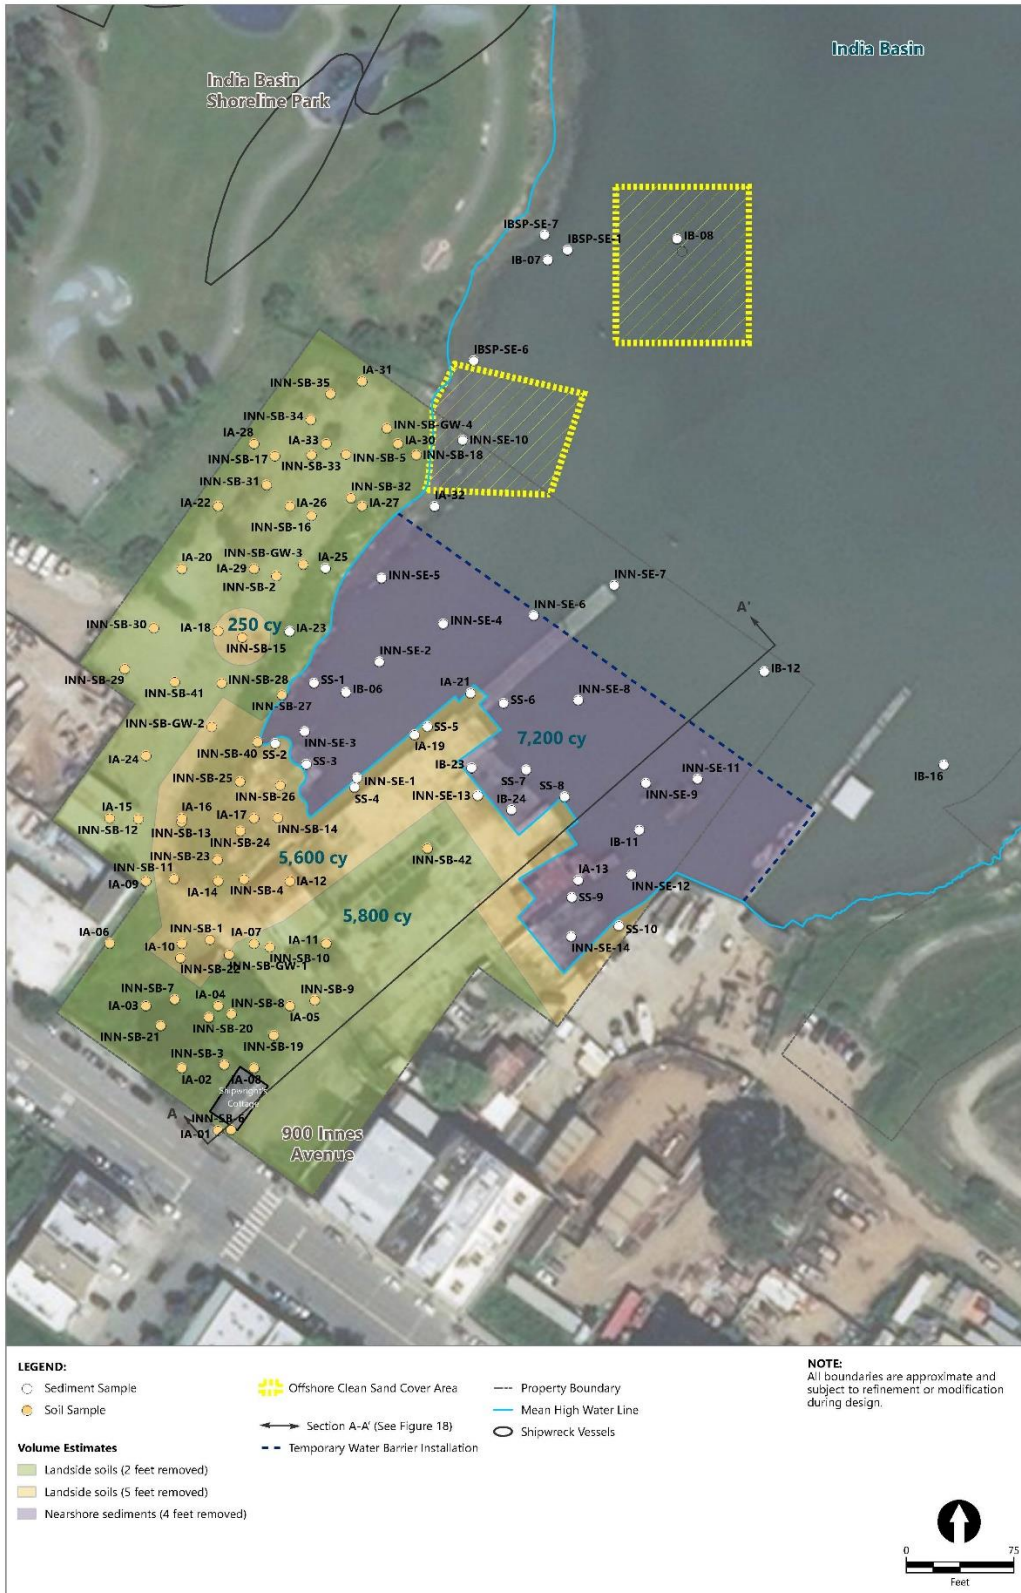 India Basin
India Basin
Shoreline Park
IBSP-SE-7
IBSP-SE-1
IB-08
IB-07
IBSP-SE-6
IA-31
INN-SB-35
INN-SB-34
INN-SB-GW-4
IA-28
IA-33
IA-30
INN-SE-10
INN-SB-17
INN-SB-33
INN-SB-5
INN-SB-18
INN-SB-31
INN-SB-32
IA-22
IA-26
IA-27
IA-32
INN-SB-16
INN-SB-GW-3
IA-25
IA-20
IA-29
INN-SB-2
INN-SE-5
INN-SE-7
A'
INN-SE-6
INN-SB-30
IA-18
250 cy
IA-23
INN-SE-4
INN-SB-15
INN-SE-2
IB-12
INN-SB-29
INN-SB-41
INN-SB-28
SS-1
IB-06
IA-21
INN-SE-8
SS-6
INN-SB-27
INN-SB-GW-2
SS-5
INN-SE-3
IA-19
7,200 cy
INN-SB-40
SS-2
IA-24
SS-3
IB-23
IB-16
INN-SB-25
INN-SE-1
SS-7
INN-SE-11
INN-SB-26
SS-4
SS-8
INN-SE-9
INN-SE-13
IA-15
IA-16
IB-24
IA-17
INN-SB-14
INN-SB-12
INN-SB-13
IB-11
INN-SB-24
INN-SB-23
5,600 cy
INN-SB-42
INN-SB-11
IA-13
INN-SE-12
IA-09
IA-14
INN-SB-4
IA-12
SS-9
5,800 cy
SS-10
IA-06
INN-SB-1
IA-07
IA-11
INN-SE-14
IA-10
INN-SB-10
INN-SB-22
INN-SB-GW-1
INN-SB-7
IA-04
INN-SB-9
IA-03
INN-SB-8
IA-05
INN-SB-21
INN-SB-20
INN-SB-19
INN-SB-3
IA-02
IA-08
Shipwright's
Cottage
A
INN-SB-6
IA-01
900 Innes
Avenue
LEGEND:
Sediment Sample
Soil Sample
Volume Estimates
Landside soils (2 feet removed)
Landside soils (5 feet removed)
Nearshore sediments (4 feet removed)
Offshore Clean Sand Cover Area
Section A-A' (See Figure 18)
Temporary Water Barrier Installation
Property Boundary
Mean High Water Line
Shipwreck Vessels
NOTE:
All boundaries are approximate and
subject to refinement or modification
during design.
0 75
Feet